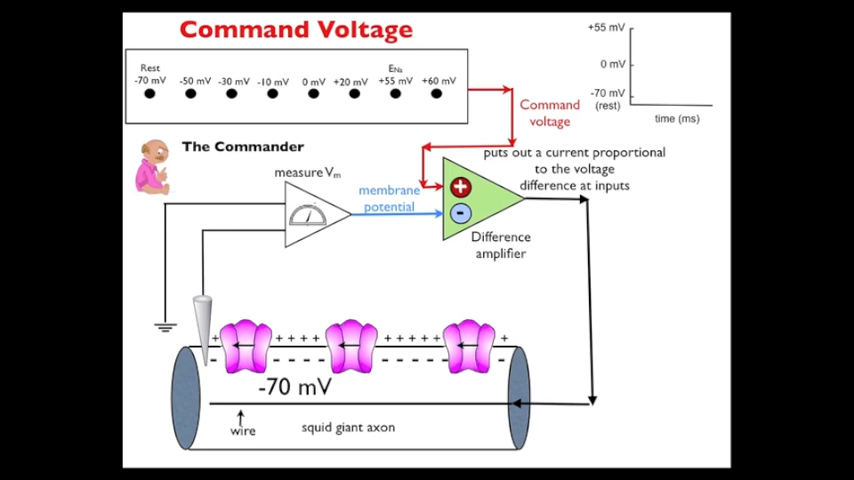 Command Voltage
Rest
-70 mV
-50 mV
-30 mV
-10 mV
0 mV
+20 mV
ENa
+55 mV
+60 mV
+55 mV
0 mV
-70 mV
(rest)
time (ms)
Command
voltage
The Commander
measure Vm
membrane
potential
puts out a current proportional
to the voltage
difference at inputs
+
-
Difference
amplifier
+ ++++ +++++ +
- - - - - - - - - - -
-70 mV
wire
squid giant axon